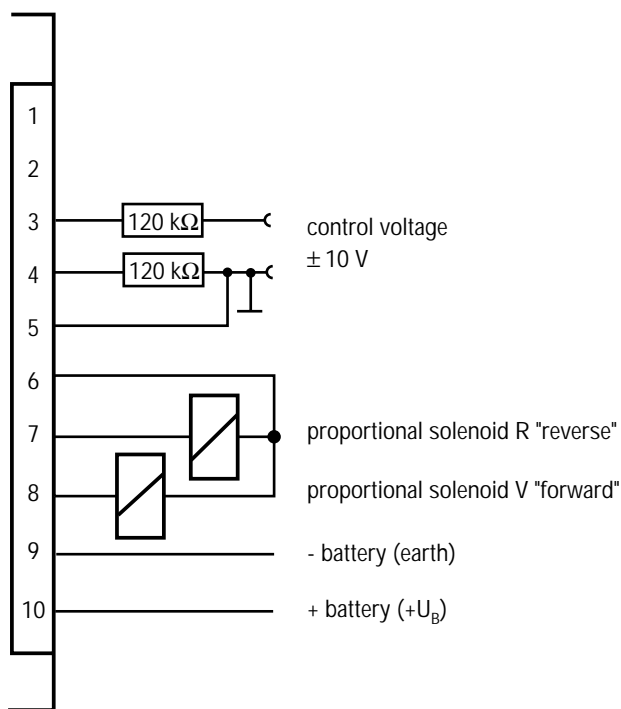 1
2
3 120 kΩ control voltage
± 10 V
4 120 kΩ
5
6
7 proportional solenoid R "reverse"
8 proportional solenoid V "forward"
9 - battery (earth)
10 + battery (+U_B)